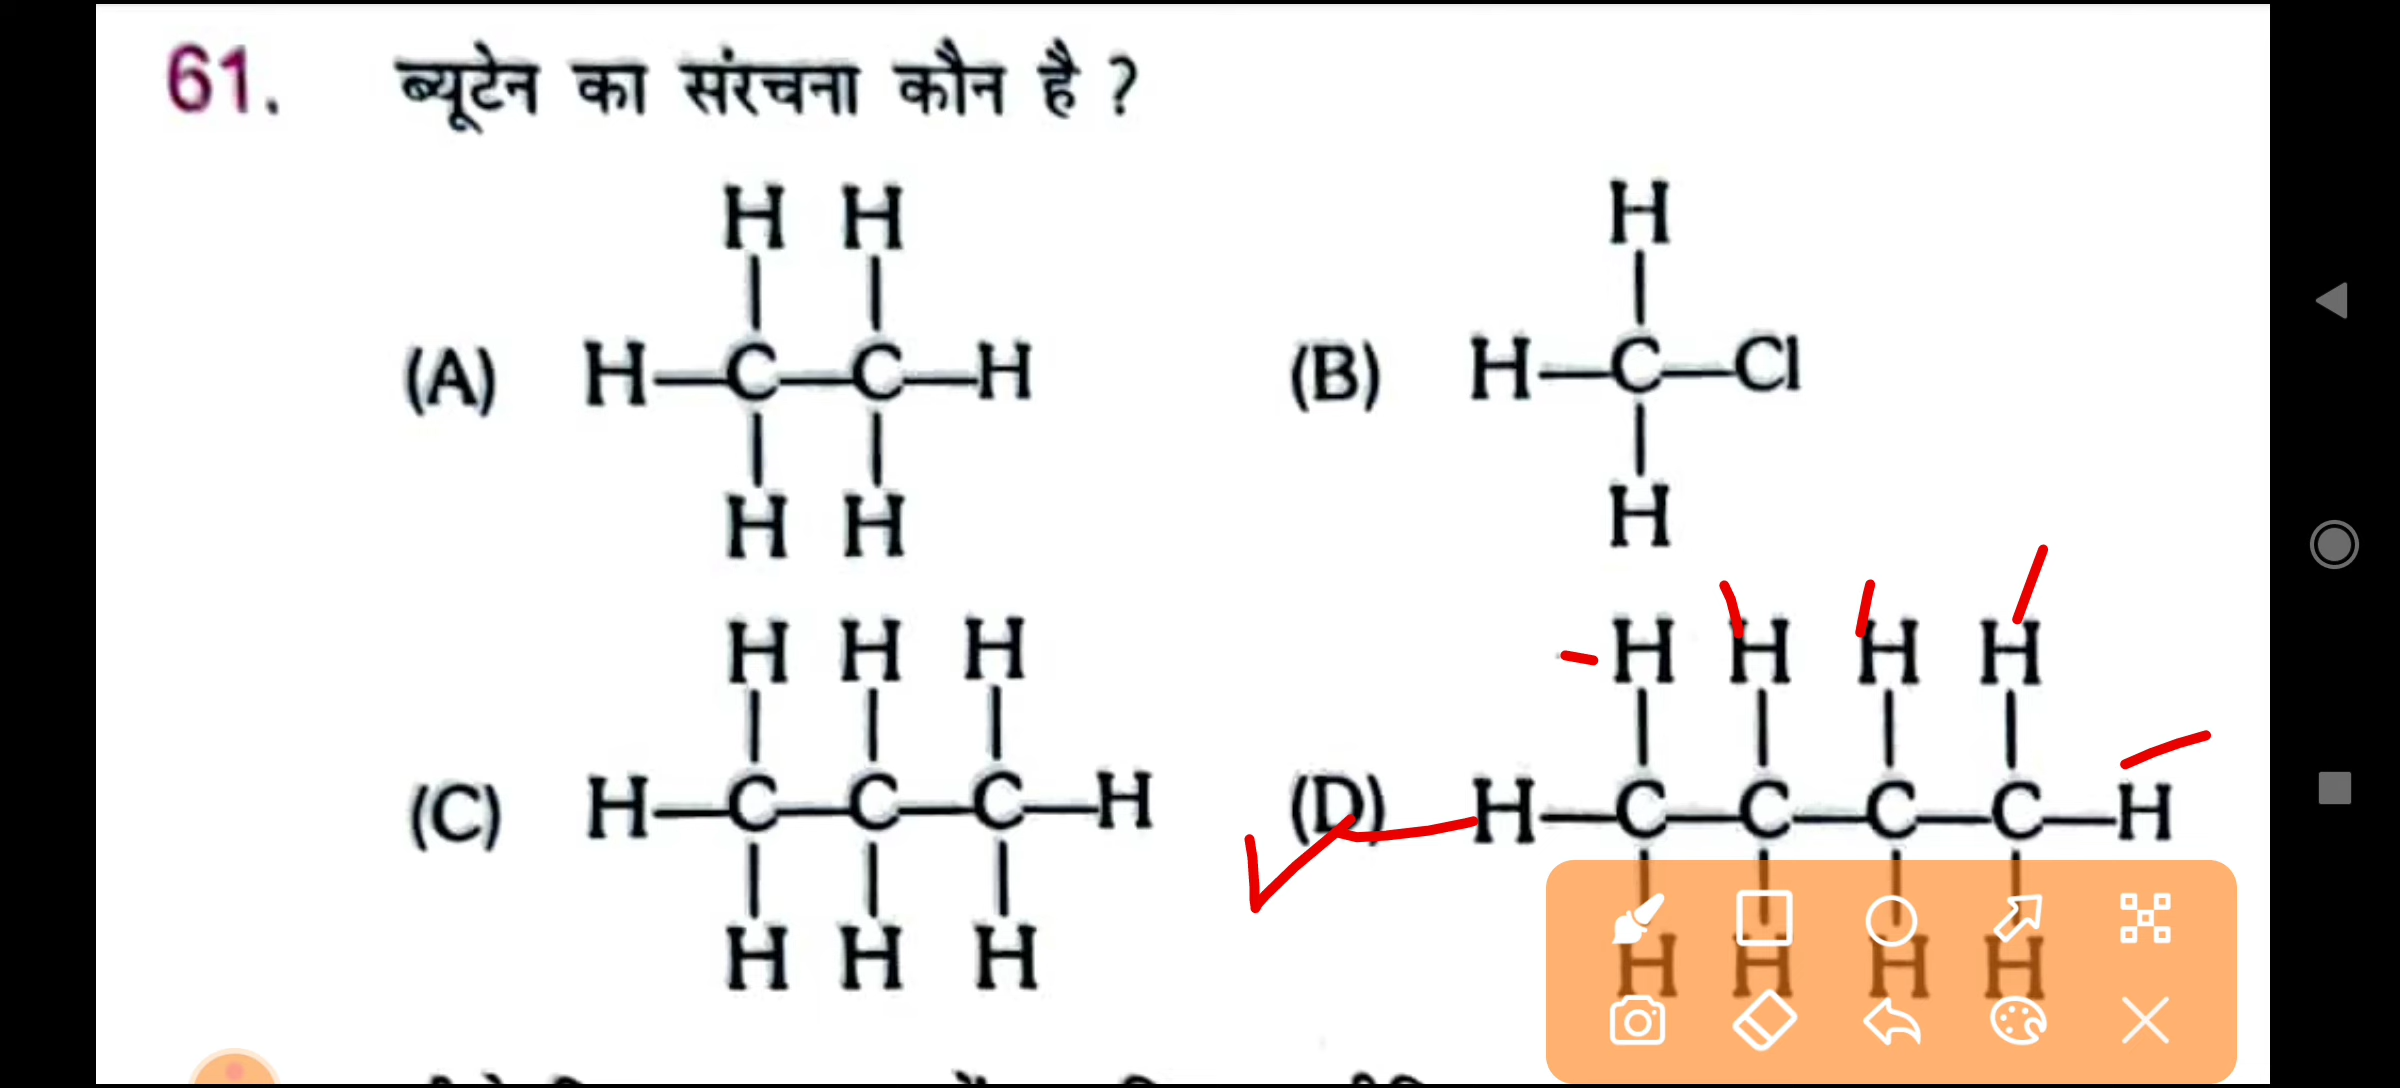 61. ब्यूटेन का संरचना कौन है ?
H H
(A) H—C—C—H
H H
H
(B) H—C—Cl
H
H H H
(C) H—C—C—C—H
H H H
H H H H
(D) H—C—C—C—C—H
H H H H